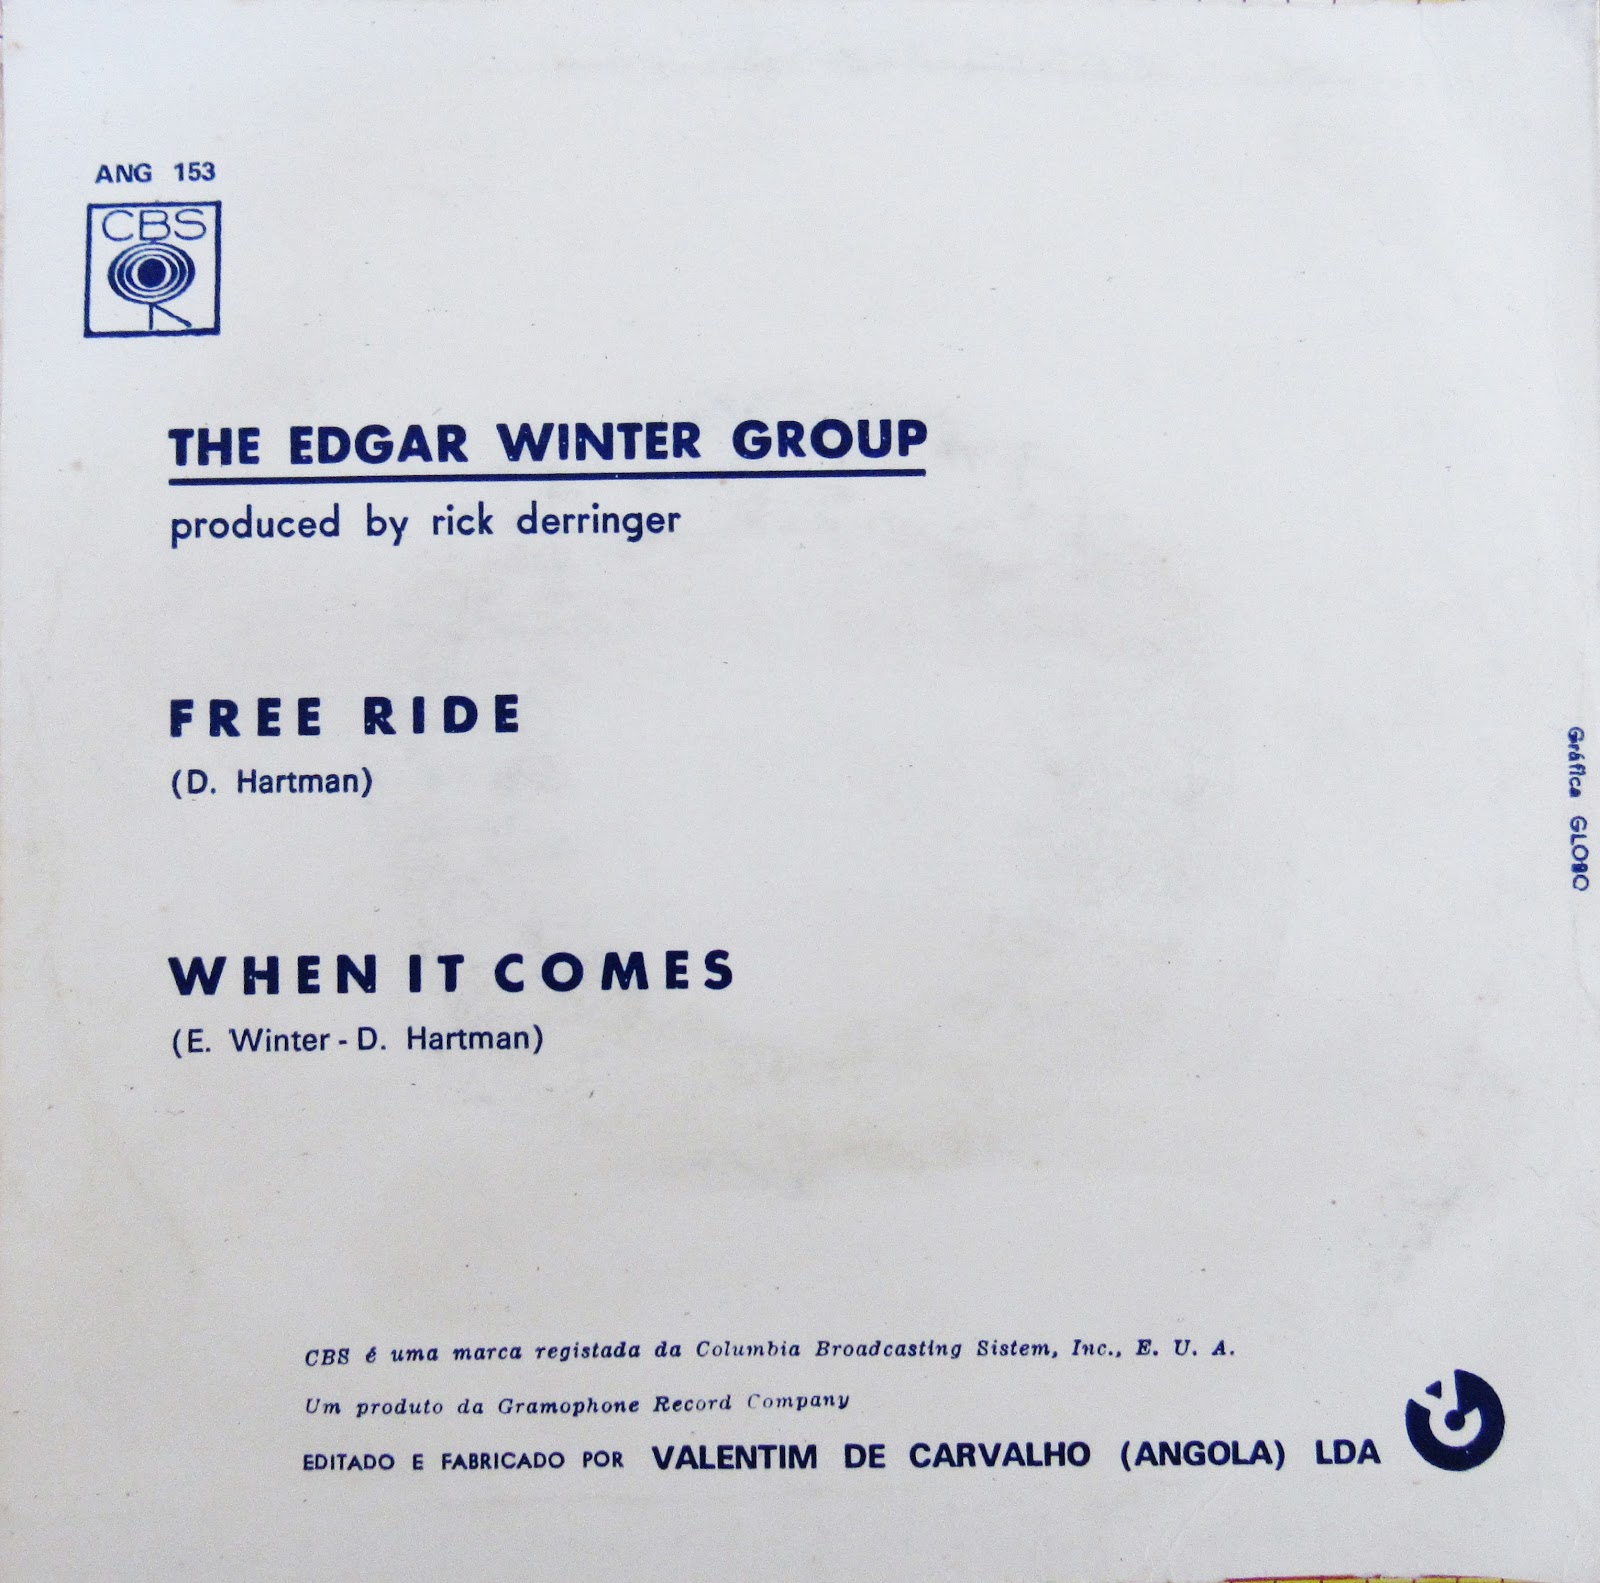 ANG 153
CBS
THE EDGAR WINTER GROUP
produced by rick derringer
FREE RIDE
(D. Hartman)
WHEN IT COMES
(E. Winter - D. Hartman)
Gráfica GLOBO
CBS é uma marca registada da Columbia Broadcasting Sistem, Inc., E. U. A.
Um produto da Gramophone Record Company
EDITADO E FABRICADO POR VALENTIM DE CARVALHO (ANGOLA) LDA